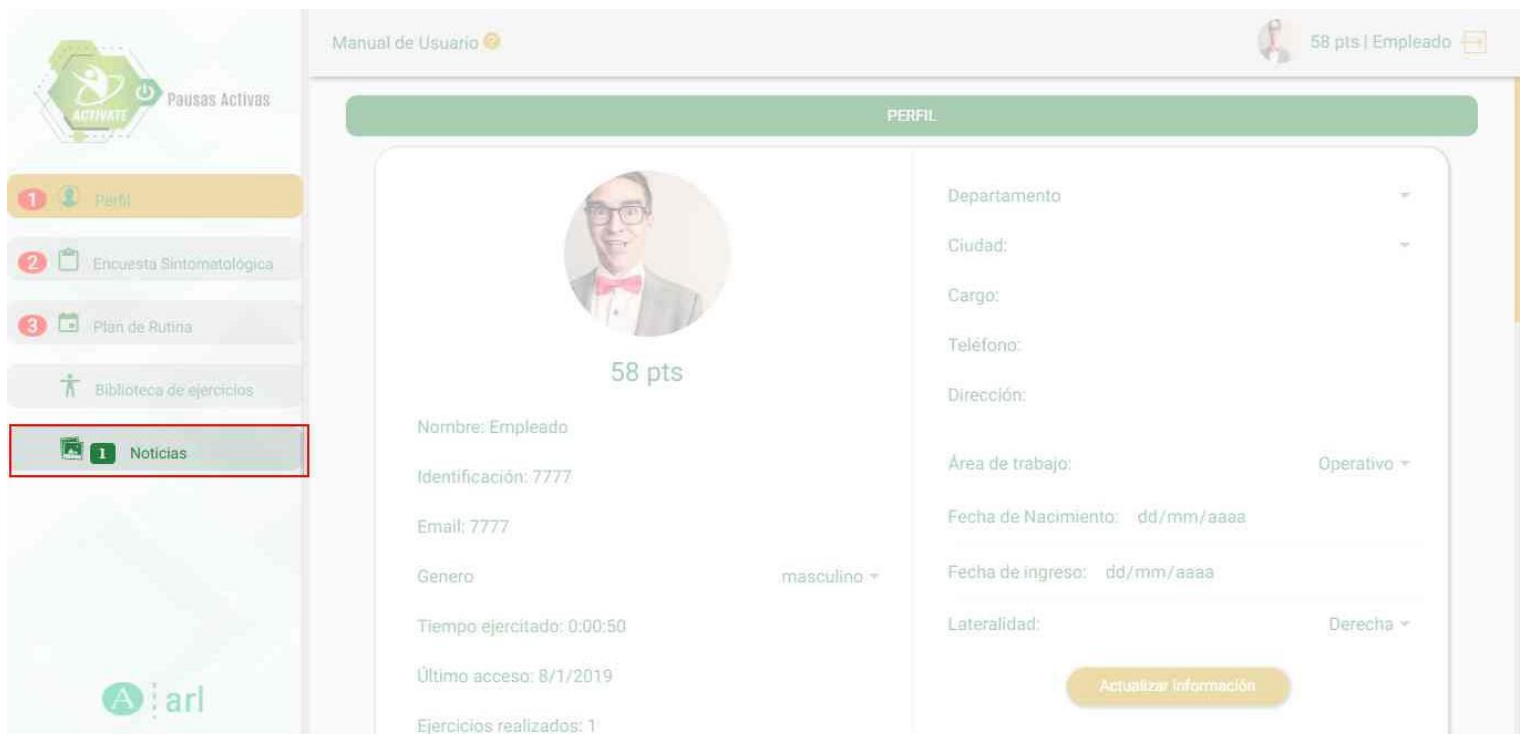 Manual de Usuario ?
58 pts | Empleado
ACTIVATE
Pausas Activas
PERFIL
1 Perfil
2 Encuesta Sintomatológica
3 Plan de Rutina
Biblioteca de ejercicios
1 Noticias
A arl
58 pts
Nombre: Empleado
Identificación: 7777
Email: 7777
Genero masculino
Tiempo ejercitado: 0:00:50
Último acceso: 8/1/2019
Ejercicios realizados: 1
Departamento
Ciudad:
Cargo:
Teléfono:
Dirección:
Área de trabajo: Operativo
Fecha de Nacimiento: dd/mm/aaaa
Fecha de ingreso: dd/mm/aaaa
Lateralidad: Derecha
Actualizar información